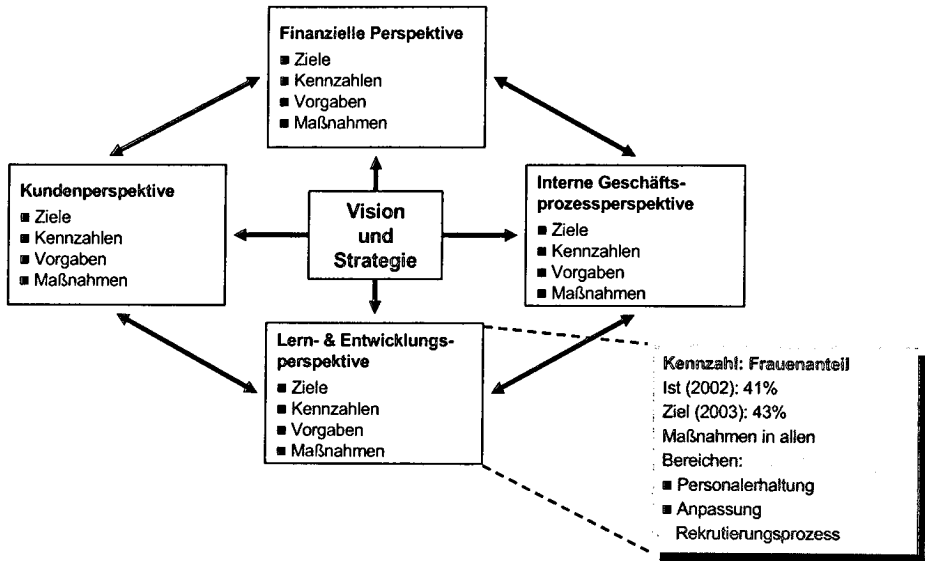 Finanzielle Perspektive
■ Ziele
■ Kennzahlen
■ Vorgaben
■ Maßnahmen
Kundenperspektive
■ Ziele
■ Kennzahlen
■ Vorgaben
■ Maßnahmen
Vision
und
Strategie
Interne Geschäfts-
prozessperspektive
■ Ziele
■ Kennzahlen
■ Vorgaben
■ Maßnahmen
Lern- & Entwicklungs-
perspektive
■ Ziele
■ Kennzahlen
■ Vorgaben
■ Maßnahmen
Kennzahl: Frauenanteil
Ist (2002): 41%
Ziel (2003): 43%
Maßnahmen in allen
Bereichen:
■ Personalerhaltung
■ Anpassung
Rekrutierungsprozess